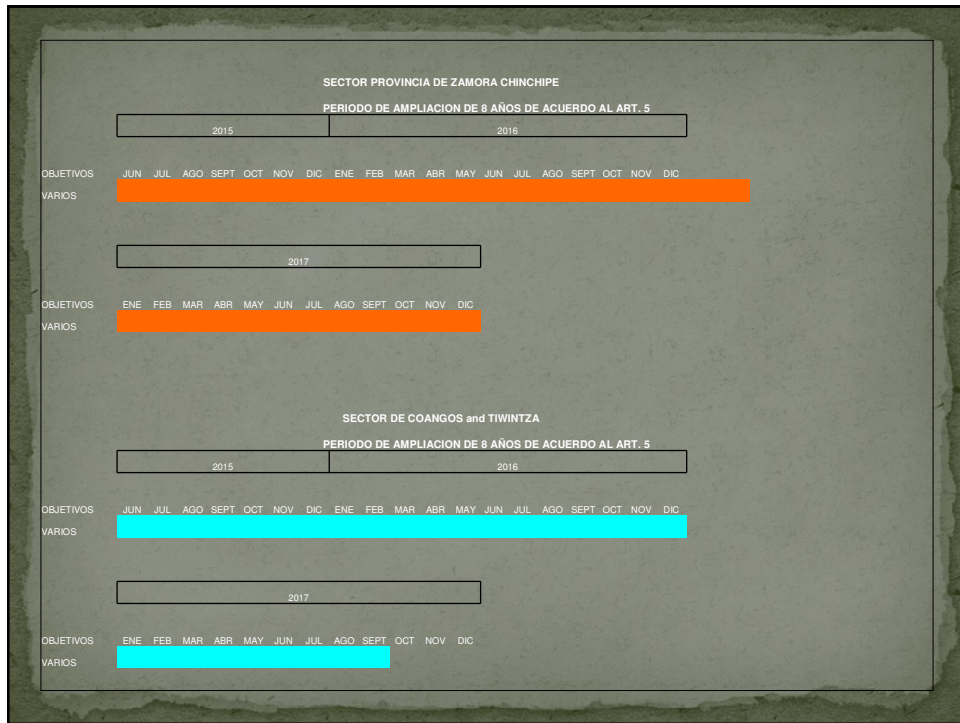 SECTOR PROVINCIA DE ZAMORA CHINCHIPE
PERIODO DE AMPLIACION DE 8 AÑOS DE ACUERDO AL ART. 5
2015 2016
OBJETIVOS JUN JUL AGO SEPT OCT NOV DIC ENE FEB MAR ABR MAY JUN JUL AGO SEPT OCT NOV DIC
VARIOS
2017
OBJETIVOS ENE FEB MAR ABR MAY JUN JUL AGO SEPT OCT NOV DIC
VARIOS
SECTOR DE COANGOS and TIWINTZA
PERIODO DE AMPLIACION DE 8 AÑOS DE ACUERDO AL ART. 5
2015 2016
OBJETIVOS JUN JUL AGO SEPT OCT NOV DIC ENE FEB MAR ABR MAY JUN JUL AGO SEPT OCT NOV DIC
VARIOS
2017
OBJETIVOS ENE FEB MAR ABR MAY JUN JUL AGO SEPT OCT NOV DIC
VARIOS